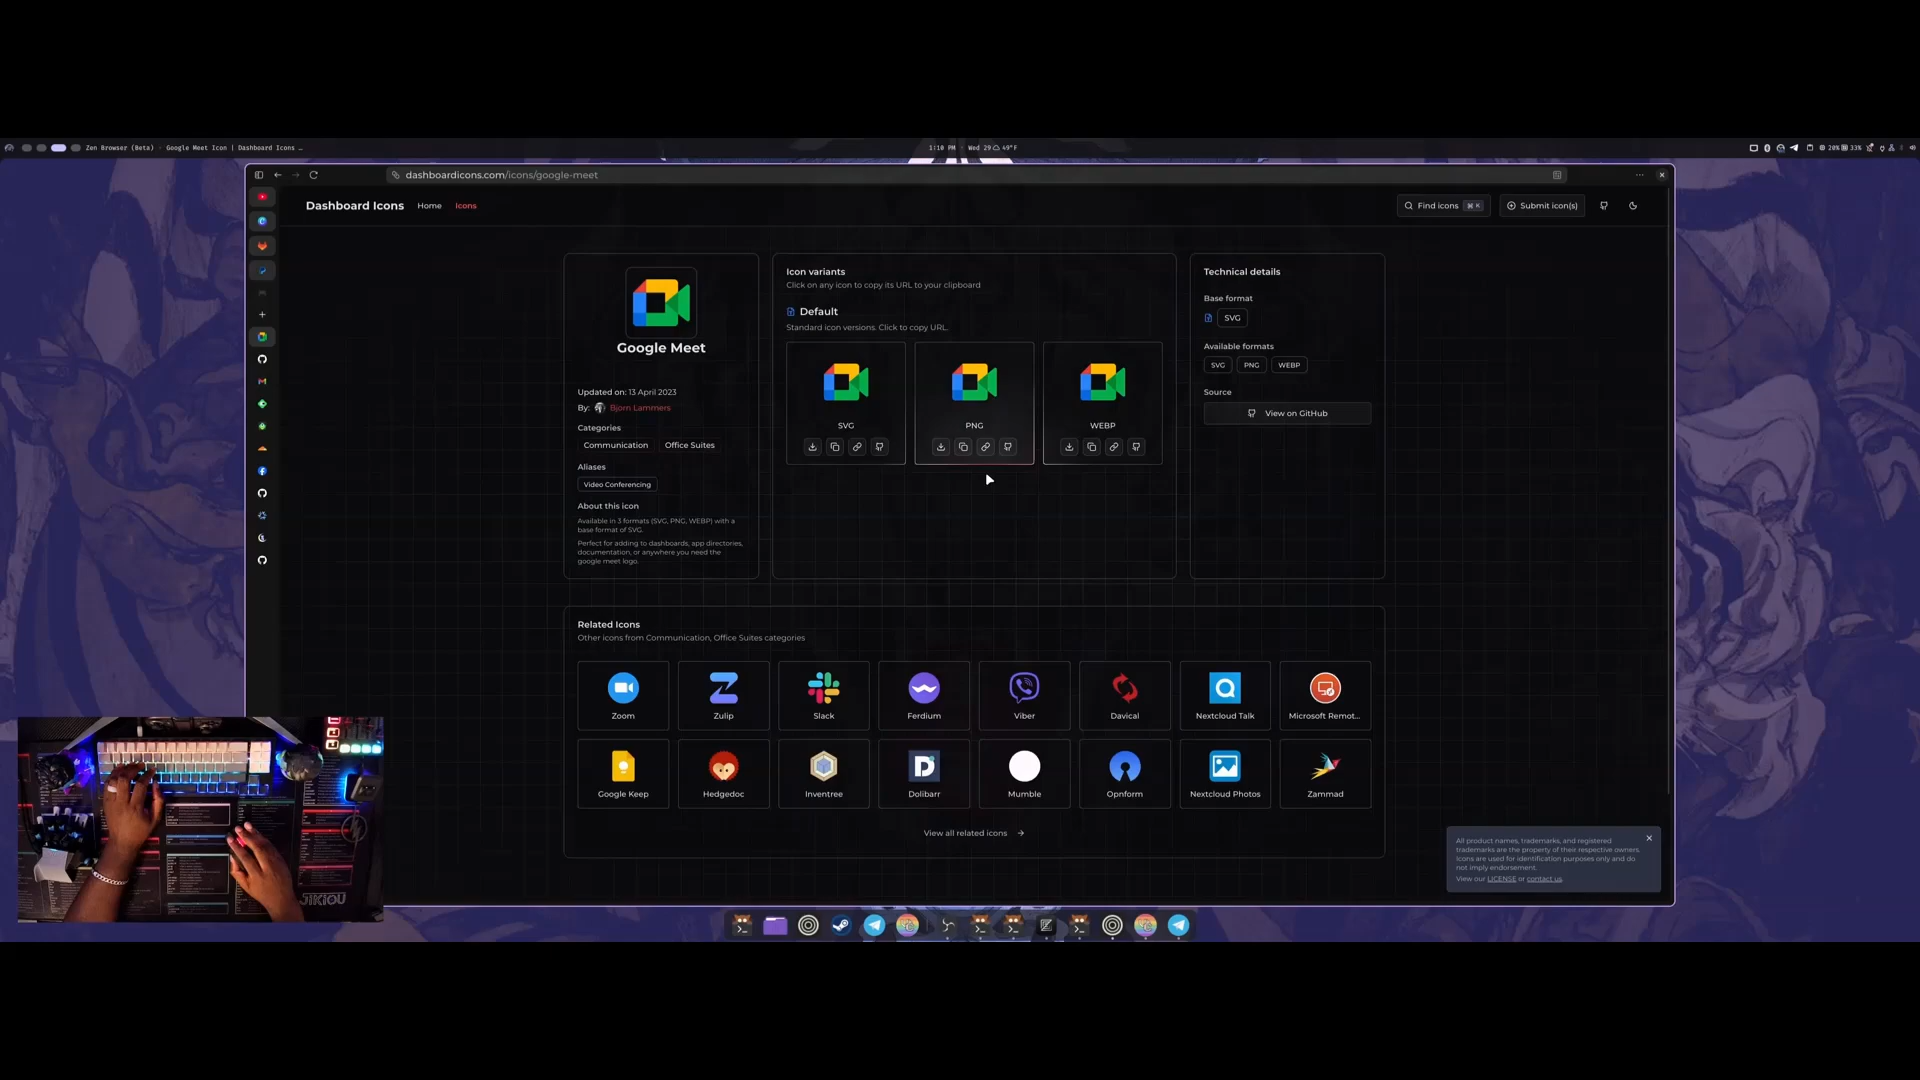 Zen Browser (Beta) · Google Meet Icon | Dashboard Icons …
1:10 PM · Wed 29
49°F
20%
33%
dashboardicons.com/icons/google-meet
Dashboard Icons
Home
Icons
Find icons
⌘ K
Submit icon(s)
Google Meet
Updated on: 13 April 2023
By:
Bjorn Lammers
Categories
Communication
Office Suites
Aliases
Video Conferencing
About this icon
Available in 3 formats (SVG, PNG, WEBP) with a
base format of SVG.
Perfect for adding to dashboards, app directories,
documentation, or anywhere you need the
google meet logo.
Icon variants
Click on any icon to copy its URL to your clipboard
Default
Standard icon versions. Click to copy URL.
SVG
PNG
WEBP
Technical details
Base format
SVG
Available formats
SVG
PNG
WEBP
Source
View on GitHub
Related Icons
Other icons from Communication, Office Suites categories
Zoom
Zulip
Slack
Ferdium
Viber
Davical
Nextcloud Talk
Microsoft Remot...
Google Keep
Hedgedoc
Inventree
Dolibarr
Mumble
Opnform
Nextcloud Photos
Zammad
View all related icons
All product names, trademarks, and registered
trademarks are the property of their respective owners.
Icons are used for identification purposes only and do
not imply endorsement.
View our LICENSE or contact us.